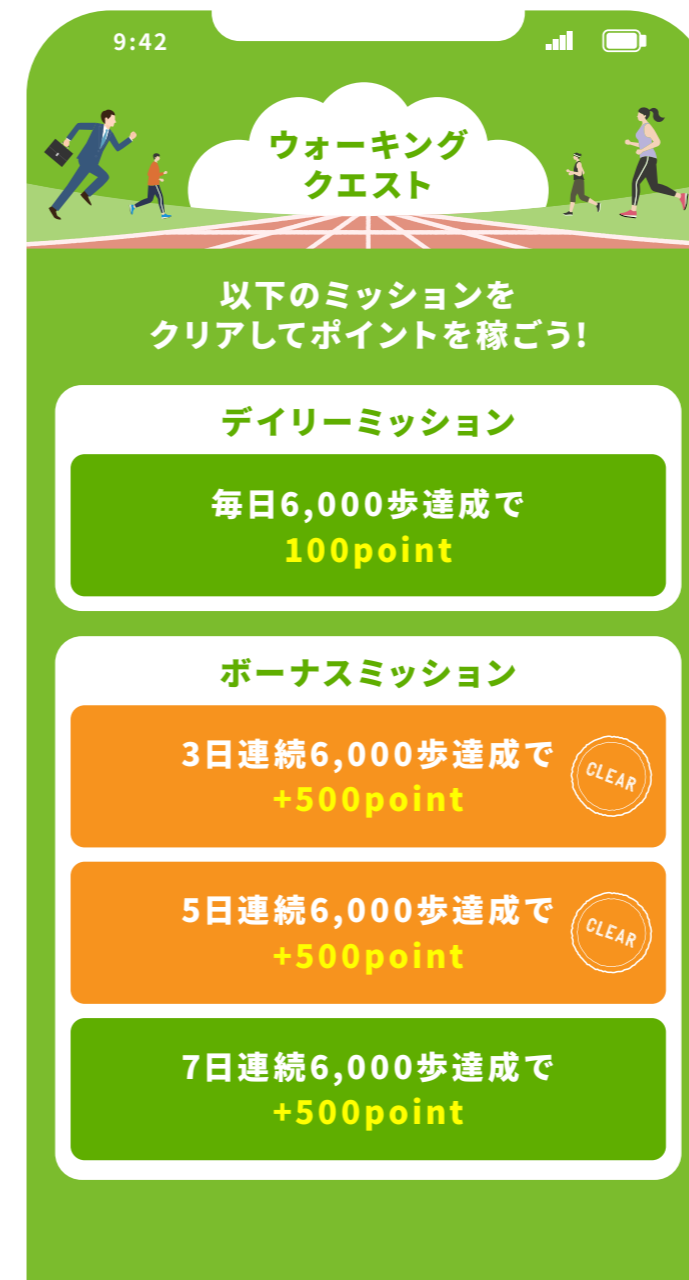 9:42
ウォーキング
クエスト
以下のミッションを
クリアしてポイントを稼ごう!
デイリーミッション
毎日6,000歩達成で
100point
ボーナスミッション
3日連続6,000歩達成で
+500point
CLEAR
5日連続6,000歩達成で
+500point
CLEAR
7日連続6,000歩達成で
+500point